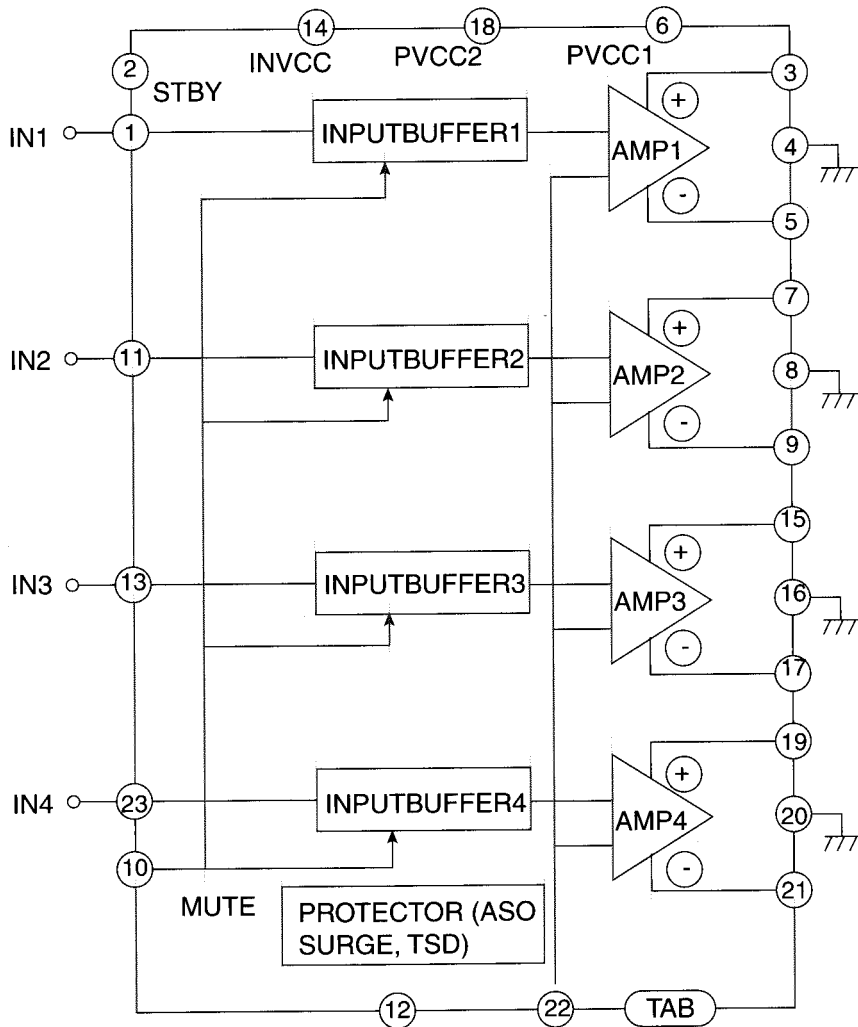 14
18
6
2
INVCC
PVCC2
PVCC1
3
STBY
+
IN1
1
INPUTBUFFER1
AMP1
4
-
5
7
+
IN2
11
INPUTBUFFER2
AMP2
8
-
9
15
+
IN3
13
INPUTBUFFER3
AMP3
16
-
17
19
+
IN4
23
INPUTBUFFER4
AMP4
20
10
-
21
MUTE
PROTECTOR (ASO
SURGE, TSD)
12
22
TAB